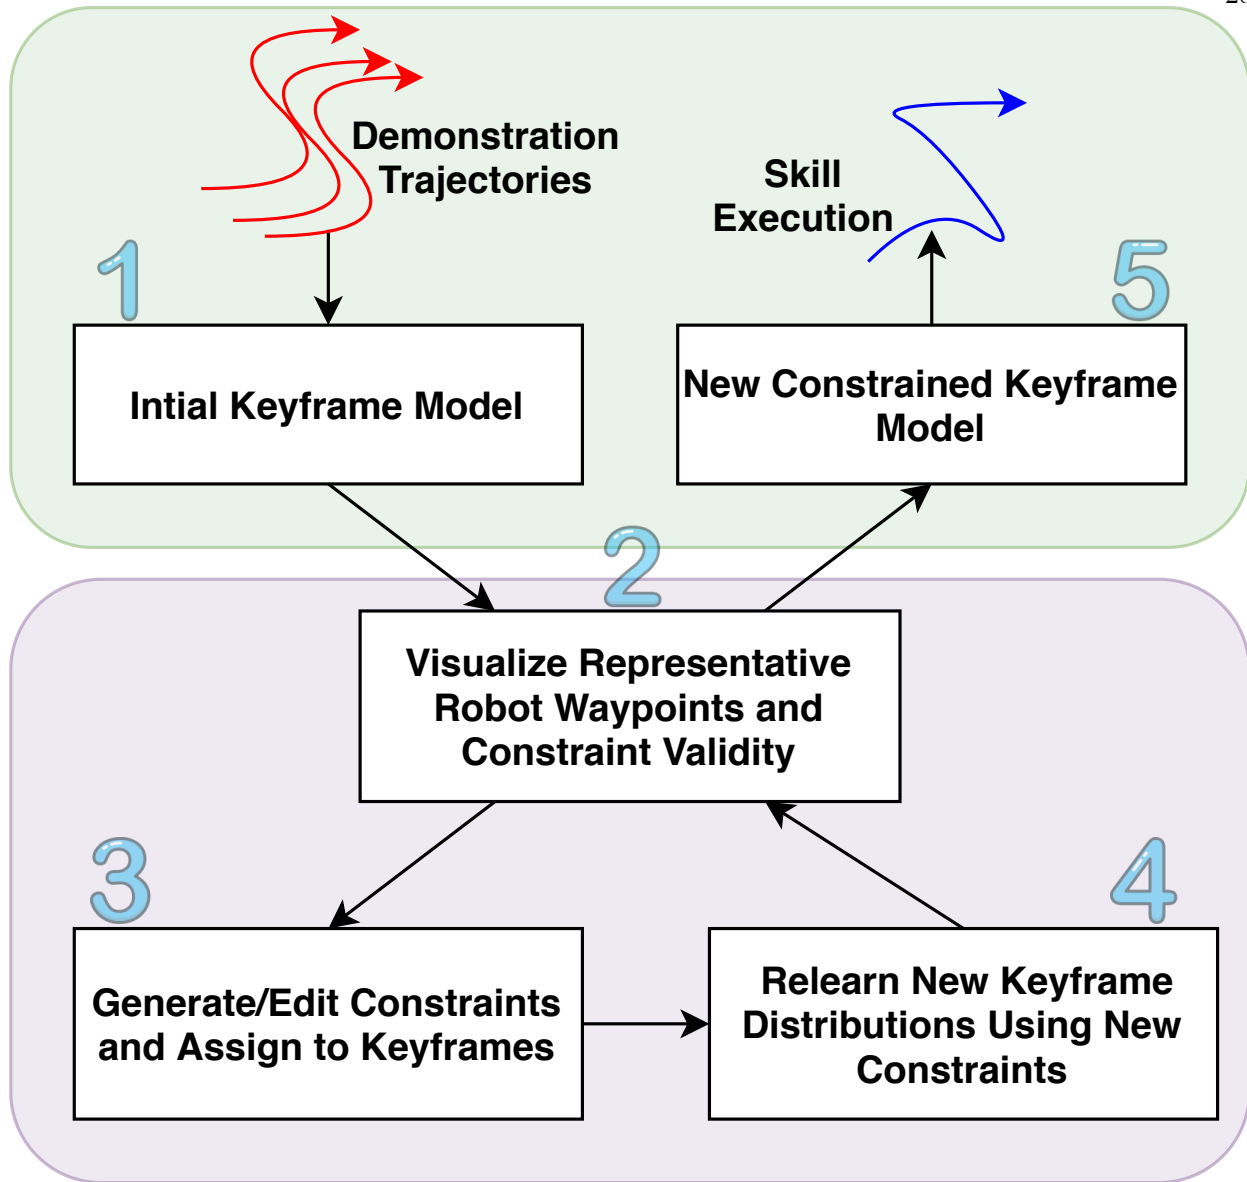 Demonstration
Trajectories
Skill
Execution
1
5
Intial Keyframe Model
New Constrained Keyframe
Model
2
Visualize Representative
Robot Waypoints and
Constraint Validity
3
4
Generate/Edit Constraints
and Assign to Keyframes
Relearn New Keyframe
Distributions Using New
Constraints